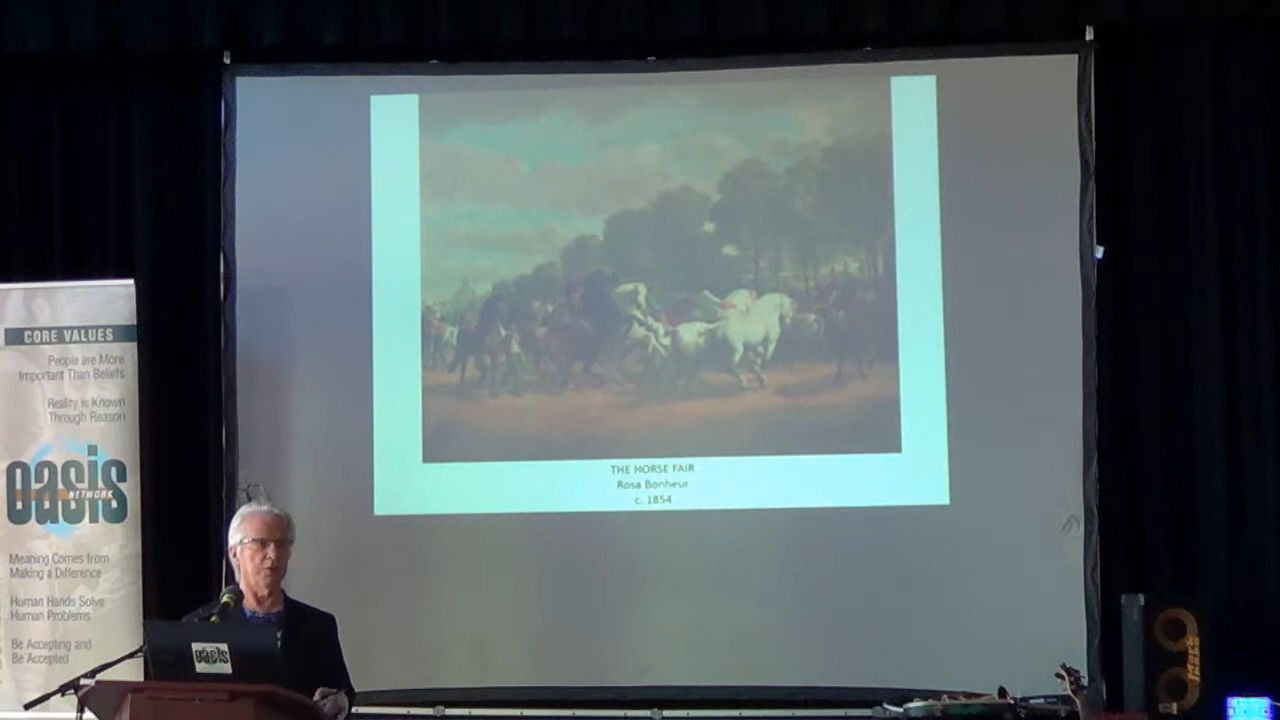 THE HORSE FAIR
Rosa Bonheur
c. 1854
CORE VALUES
People are More
Important Than Beliefs
Reality is Known
Through Reason
oasis
NETWORK
Meaning Comes from
Making a Difference
Human Hands Solve
Human Problems
Be Accepting and
Be Accepted
oasis